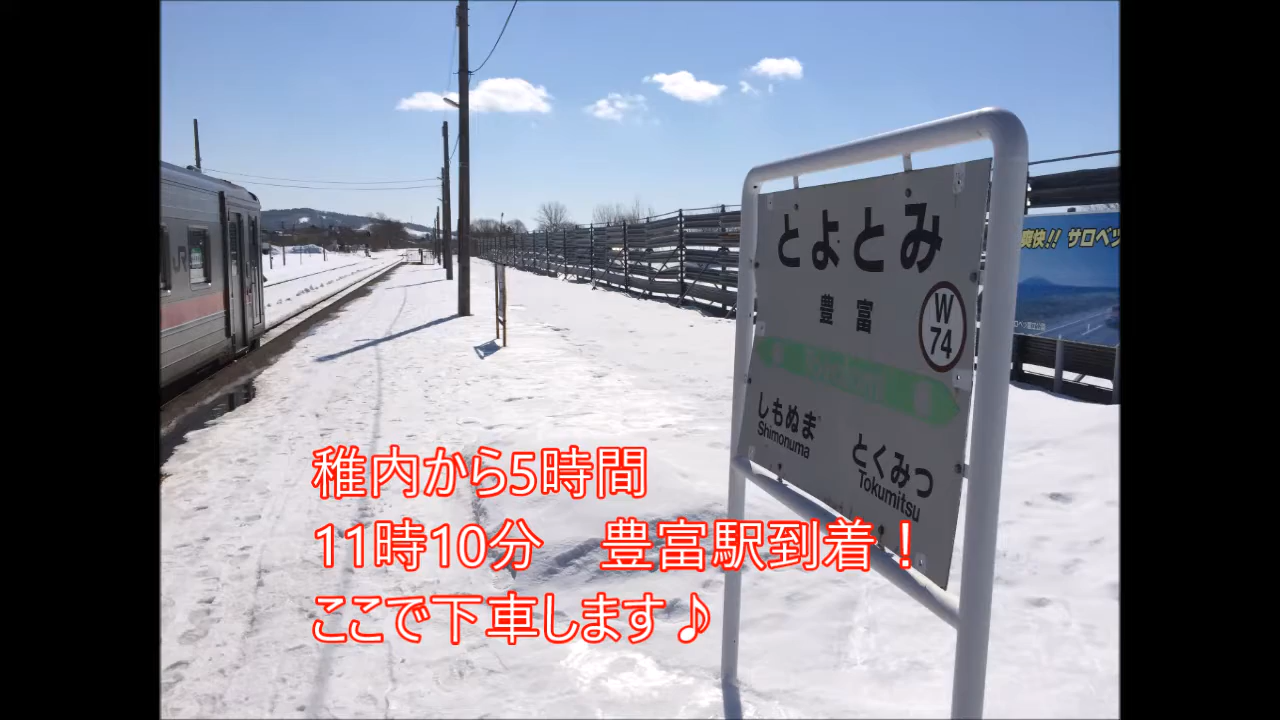 とよとみ
豊富
W
74
しもぬま
Shimonuma
とくみつ
Tokumitsu
JR
爽快!! サロベツ
稚内から5時間
11時10分　豊富駅到着！
ここで下車します♪